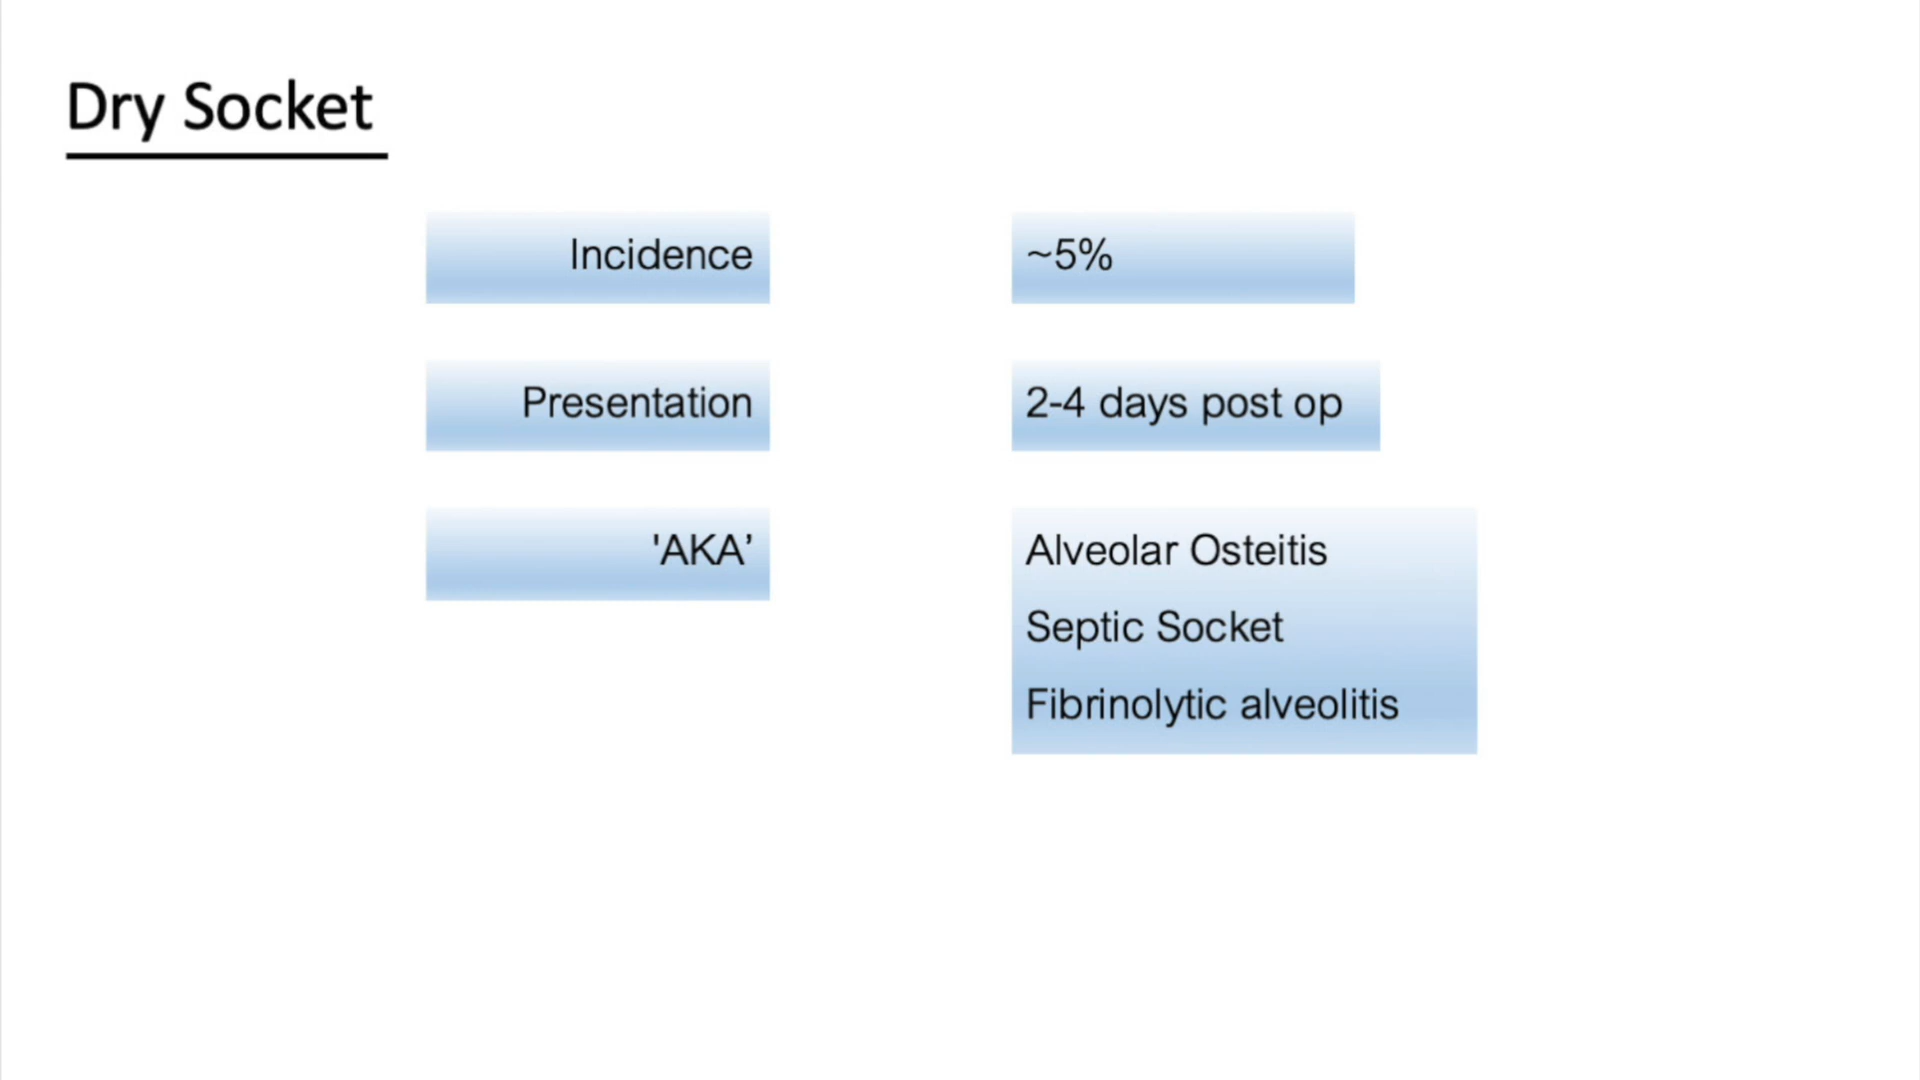 Dry Socket
Incidence
~5%
Presentation
2-4 days post op
'AKA’
Alveolar Osteitis
Septic Socket
Fibrinolytic alveolitis